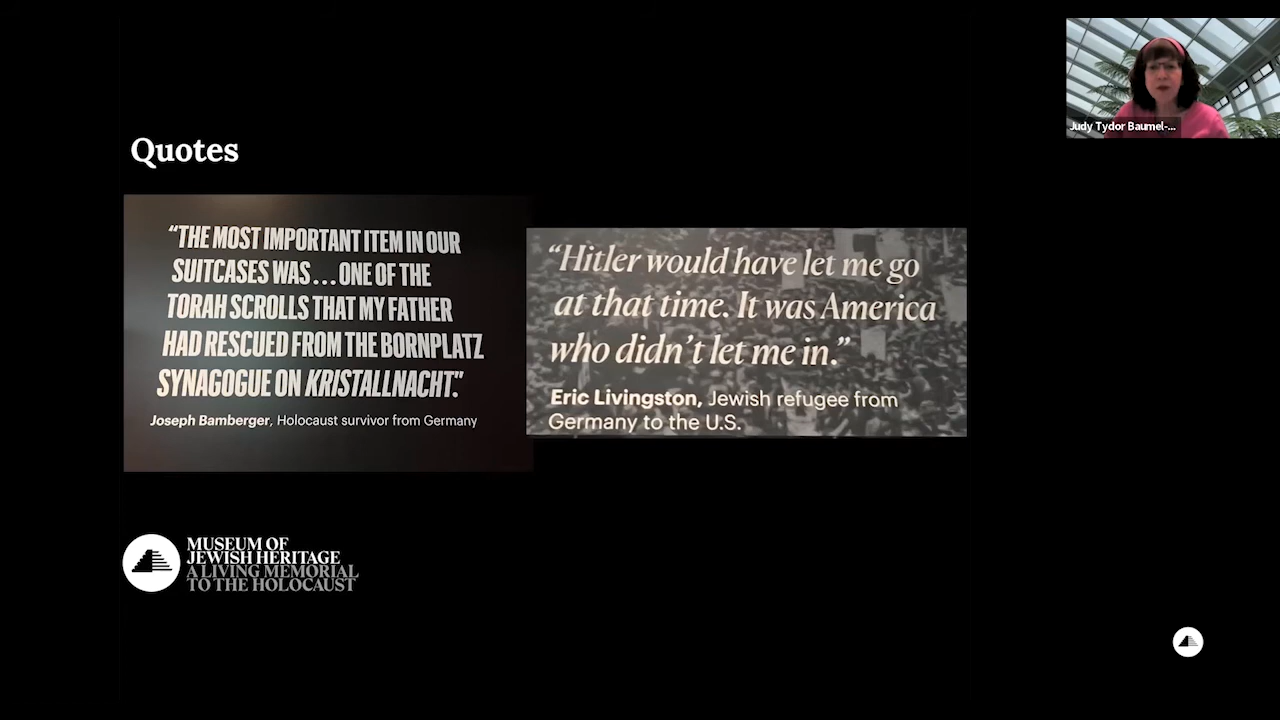 Judy Tydor Baumel-...
Quotes
“THE MOST IMPORTANT ITEM IN OUR
SUITCASES WAS . . . ONE OF THE
TORAH SCROLLS THAT MY FATHER
HAD RESCUED FROM THE BORNPLATZ
SYNAGOGUE ON KRISTALLNACHT.”
Joseph Bamberger, Holocaust survivor from Germany
“Hitler would have let me go
at that time. It was America
who didn’t let me in.”
Eric Livingston, Jewish refugee from
Germany to the U.S.
MUSEUM OF
JEWISH HERITAGE
A LIVING MEMORIAL
TO THE HOLOCAUST